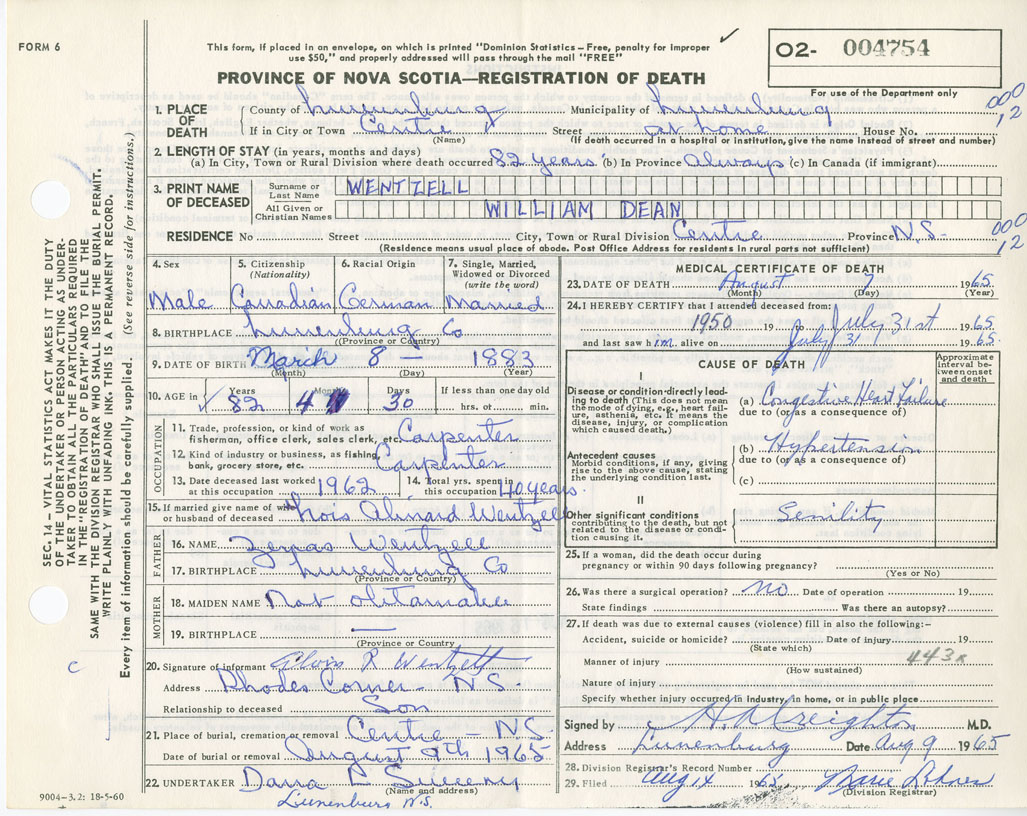 FORM 6
This form, if placed in an envelope, on which is printed "Dominion Statistics – Free, penalty for improper
use $50," and properly addressed will pass through the mail "FREE"
O2- 004754
PROVINCE OF NOVA SCOTIA—REGISTRATION OF DEATH
For use of the Department only
000
12
1. PLACE OF DEATH
County of Lunenburg Municipality of Lunenburg
If in City or Town Centre Street at home House No.
(Name) (If death occurred in a hospital or institution, give the name instead of street and number)
2. LENGTH OF STAY (in years, months and days)
(a) In City, Town or Rural Division where death occurred 82 years (b) In Province Always (c) In Canada (if immigrant)
3. PRINT NAME OF DECEASED
Surname or Last Name WENTZELL
All Given or Christian Names WILLIAM DEAN
000
12
RESIDENCE No Street City, Town or Rural Division Centre Province N.S.
(Residence means usual place of abode. Post Office Address for residents in rural parts not sufficient)
4. Sex 5. Citizenship (Nationality) 6. Racial Origin 7. Single, Married, Widowed or Divorced (write the word)
Male Canadian German Married
8. BIRTHPLACE Lunenburg Co
(Province or County)
9. DATE OF BIRTH March 8 – 1883
(Month) (Day) (Year)
10. AGE in Years Months Days If less than one day old
82 4 30 hrs. or min.
OCCUPATION
11. Trade, profession, or kind of work as
fisherman, office clerk, sales clerk, etc. Carpenter
12. Kind of industry or business, as fishing,
bank, grocery store, etc. Carpenter
13. Date deceased last worked at this occupation 1962
14. Total yrs. spent in this occupation 40 years.
15. If married give name of wife
or husband of deceased Wentzell
FATHER
16. NAME Wentzell
17. BIRTHPLACE Lunenburg Co
(Province or County)
MOTHER
18. MAIDEN NAME Not
19. BIRTHPLACE —
(Province or County
20. Signature of informant R Wentzell
Address Rhodes Corner – N.S.
Relationship to deceased Son
21. Place of burial, cremation or removal Centre – N.S.
Date of burial or removal August 9th 1965
22. UNDERTAKER Dana L Sweeny
(Name and address)
Lunenburg N.S.
9004-3.2: 18-5-60
MEDICAL CERTIFICATE OF DEATH
23. DATE OF DEATH August 7 1965
(Month) (Day) (Year)
24. I HEREBY CERTIFY that I attended deceased from:
1950 19 to July 31st 1965
and last saw him alive on July 31 1965.
CAUSE OF DEATH
Approximate interval between onset and death
I
Disease or condition directly leading to death (This does not mean the mode of dying, e.g., heart failure, asthenia, etc. It means the disease, injury, or complication which caused death.)
(a) Congestive Heart Failure
due to (or as a consequence of)
Antecedent causes
Morbid conditions, if any, giving rise to the above cause, stating the underlying condition last.
(b) Hypertension
due to (or as a consequence of)
(c)
II
Other significant conditions
contributing to the death, but not related to the disease or condition causing it.
Senility
25. If a woman, did the death occur during
pregnancy or within 90 days following pregnancy?
(Yes or No)
26. Was there a surgical operation? no Date of operation 19
State findings Was there an autopsy?
27. If death was due to external causes (violence) fill in also the following:–
Accident, suicide or homicide? Date of injury 19
(State which)
Manner of injury 443x
(How sustained)
Nature of injury
Specify whether injury occurred in industry, in home, or in public place
Signed by H.A. Creighton M.D.
Address Lunenburg Date Aug 9 1965
28. Division Registrar's Record Number
29. Filed Aug 14 1965
(Division Registrar)
SEC. 14 – VITAL STATISTICS ACT MAKES IT THE DUTY
OF THE UNDERTAKER OR PERSON ACTING AS UNDER-
TAKER TO OBTAIN ALL THE PARTICULARS REQUIRED
IN THE "REGISTRATION OF DEATH" AND TO FILE THE
SAME WITH THE DIVISION REGISTRAR WHO SHALL ISSUE THE BURIAL PERMIT.
WRITE PLAINLY WITH UNFADING INK. THIS IS A PERMANENT RECORD.
Every item of information should be carefully supplied. (See reverse side for instructions.)